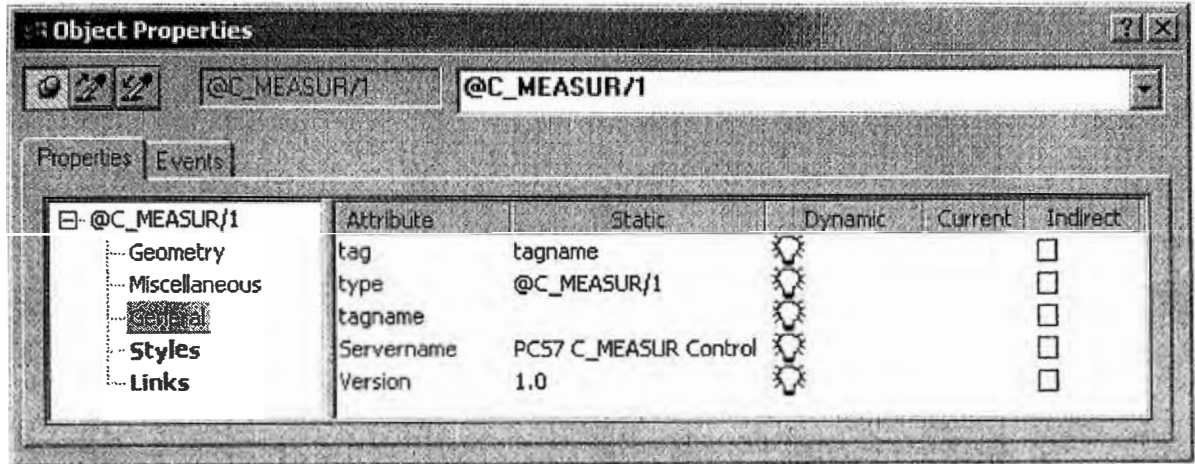 Object Properties
@C_MEASUR/1 @C_MEASUR/1
Properties Events
@C_MEASUR/1
Geometry
Miscellaneous
General
Styles
Links
Attribute Static Dynamic Current Indirect
tag tagname
type @C_MEASUR/1
tagname
Servername PCS7 C_MEASUR Control
Version 1.0